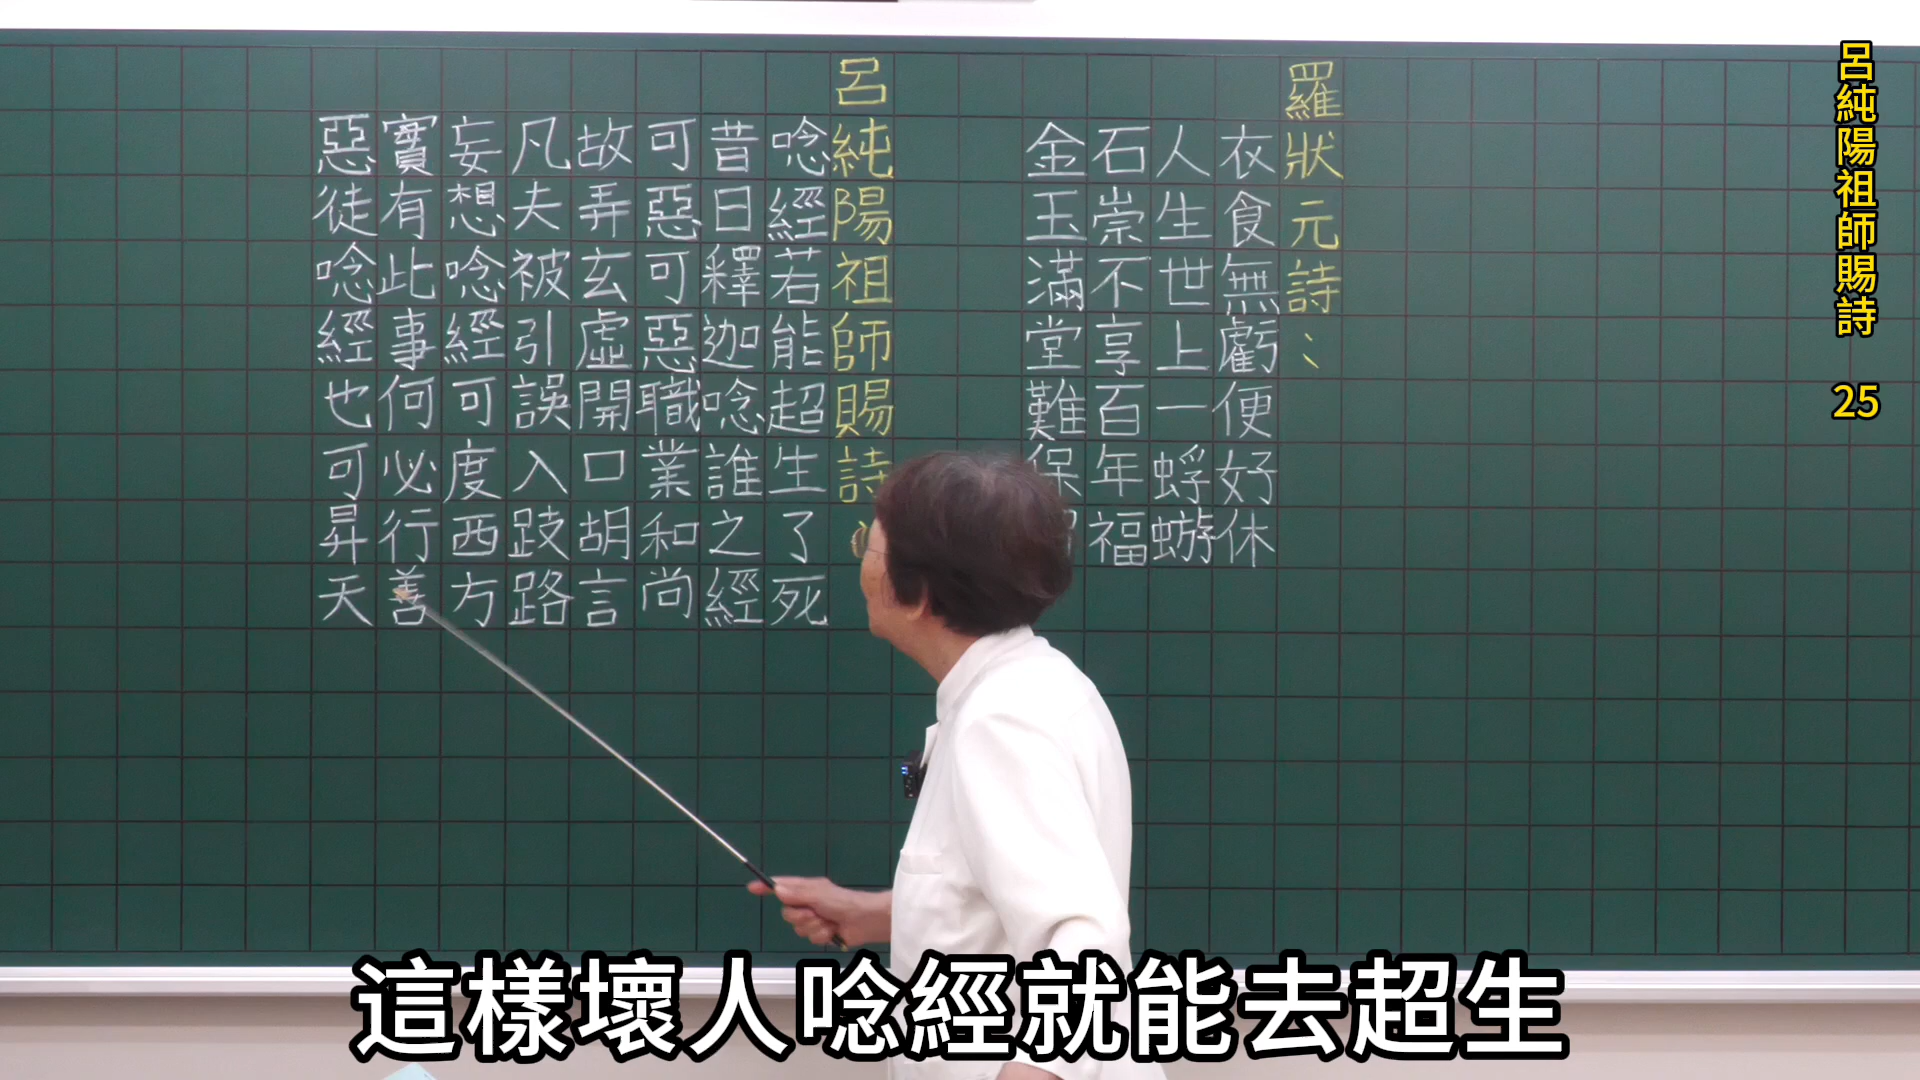 羅狀元詩：
衣食無虧便好休
人生世上一蜉蝣
石崇不享百年福
金玉滿堂難保
呂純陽祖師賜詩
唸經若能超生了死
昔日釋迦唸誰之經
可惡可惡職業和尚
故弄玄虛開口胡言
凡夫被引誤入跂路
妄想唸經可度西方
實有此事何必行善
惡徒唸經也可昇天
呂純陽祖師賜詩 25
這樣壞人唸經就能去超生